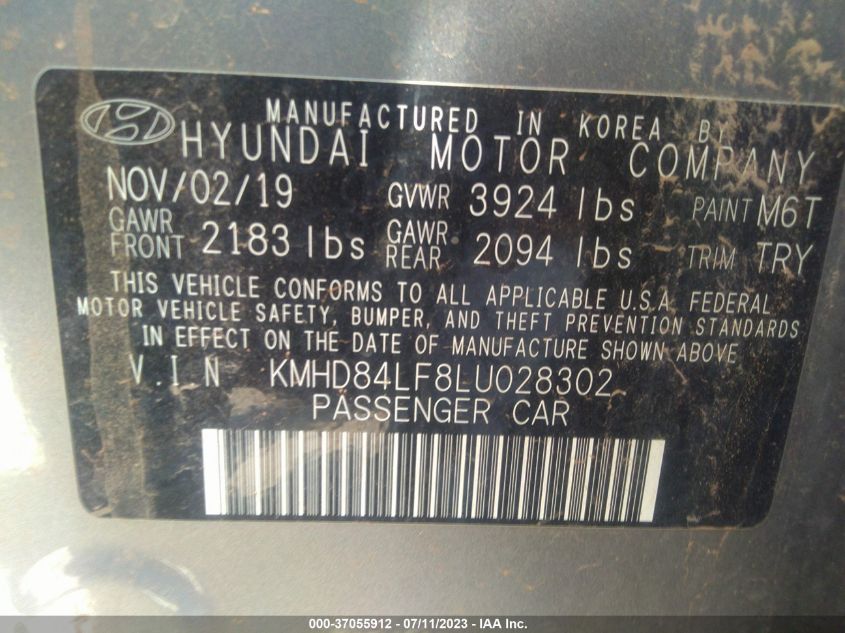 MANUFACTURED IN KOREA BY
HYUNDAI MOTOR COMPANY
NOV/02/19 GVWR 3924 lbs PAINT M6T
GAWR FRONT 2183 lbs GAWR REAR 2094 lbs TRIM TRY
THIS VEHICLE CONFORMS TO ALL APPLICABLE U.S.A. FEDERAL
MOTOR VEHICLE SAFETY, BUMPER, AND THEFT PREVENTION STANDARDS
IN EFFECT ON THE DATE OF MANUFACTURE SHOWN ABOVE
V.I N KMHD84LF8LU028302
PASSENGER CAR
000-37055912 - 07/11/2023 - IAA Inc.